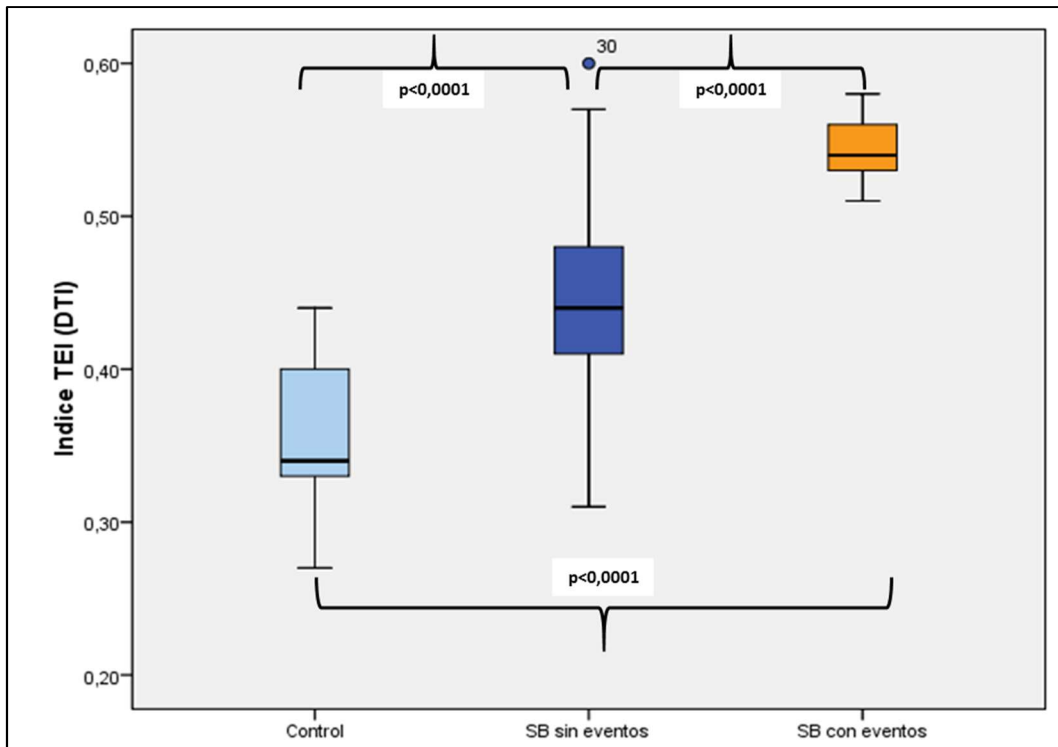 0,60
30
p<0,0001
p<0,0001
0,50
Indice TEI (DTI)
0,40
0,30
p<0,0001
0,20
Control
SB sin eventos
SB con eventos